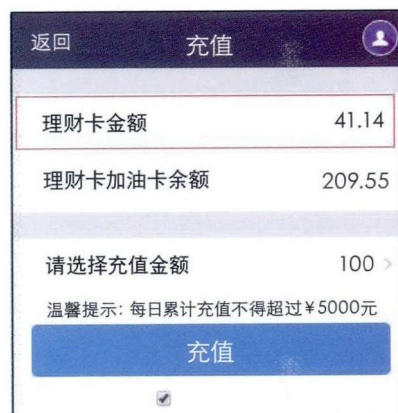 返回 充值
理财卡金额 41.14
理财卡加油卡余额 209.55
请选择充值金额 100 >
温馨提示: 每日累计充值不得超过¥5000元
充值